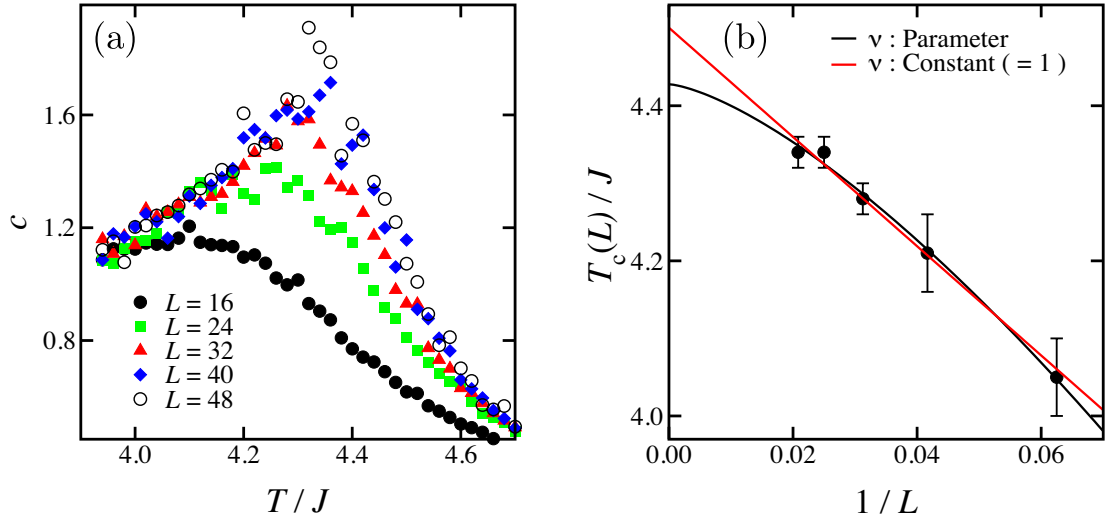 (a)
1.6
1.2
0.8
c
L = 16
L = 24
L = 32
L = 40
L = 48
4.0
4.2
4.4
4.6
T / J
(b)
ν : Parameter
ν : Constant ( = 1 )
4.4
4.2
4.0
T_c(L) / J
0.00
0.02
0.04
0.06
1 / L